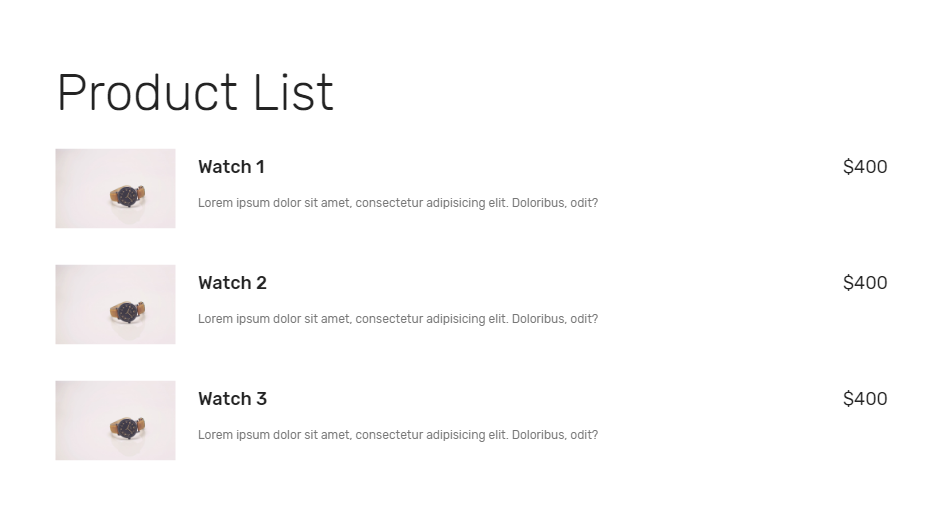 Product List
Watch 1
$400
Lorem ipsum dolor sit amet, consectetur adipisicing elit. Doloribus, odit?
Watch 2
$400
Lorem ipsum dolor sit amet, consectetur adipisicing elit. Doloribus, odit?
Watch 3
$400
Lorem ipsum dolor sit amet, consectetur adipisicing elit. Doloribus, odit?